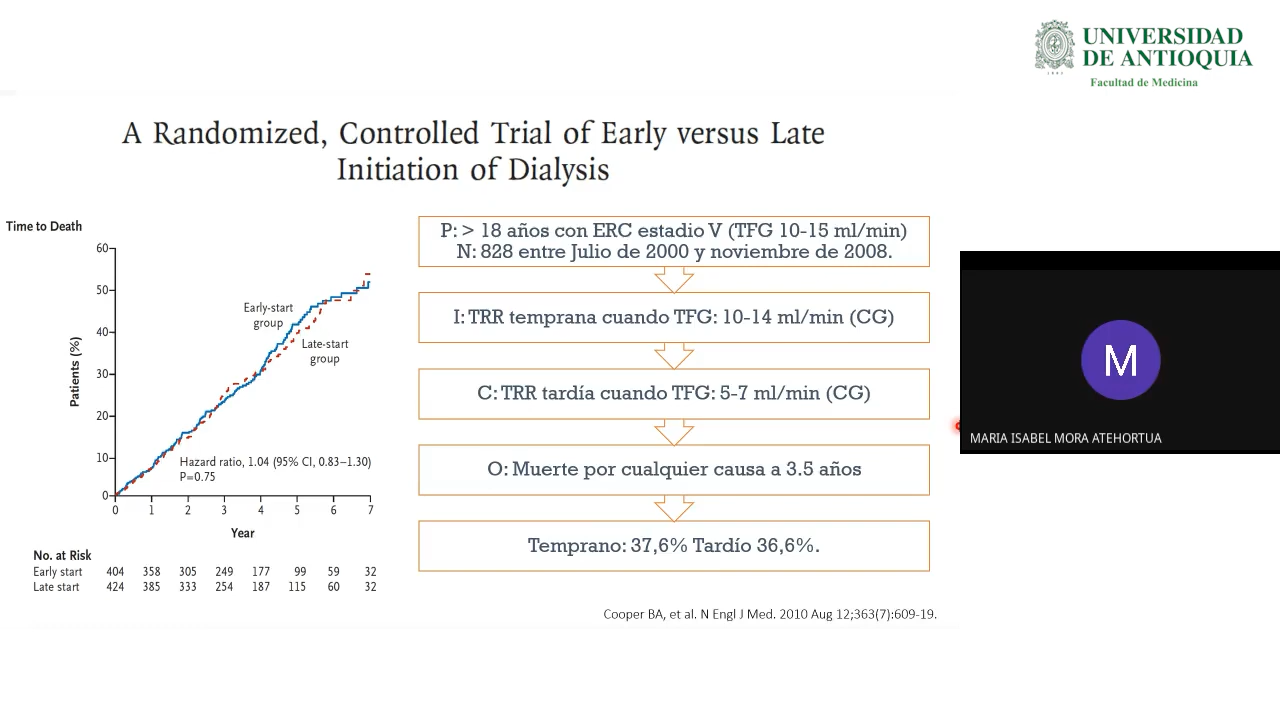 UNIVERSIDAD
DE ANTIOQUIA
1803
Facultad de Medicina
A Randomized, Controlled Trial of Early versus Late
Initiation of Dialysis
Time to Death
Patients (%)
60
50
40
30
20
10
0
Early-start
group
Late-start
group
Hazard ratio, 1.04 (95% CI, 0.83–1.30)
P=0.75
0 1 2 3 4 5 6 7
Year
No. at Risk
Early start 404 358 305 249 177 99 59 32
Late start 424 385 333 254 187 115 60 32
P: > 18 años con ERC estadio V (TFG 10-15 ml/min)
N: 828 entre Julio de 2000 y noviembre de 2008.
I: TRR temprana cuando TFG: 10-14 ml/min (CG)
C: TRR tardía cuando TFG: 5-7 ml/min (CG)
O: Muerte por cualquier causa a 3.5 años
Temprano: 37,6% Tardío 36,6%.
Cooper BA, et al. N Engl J Med. 2010 Aug 12;363(7):609-19.
M
MARIA ISABEL MORA ATEHORTUA